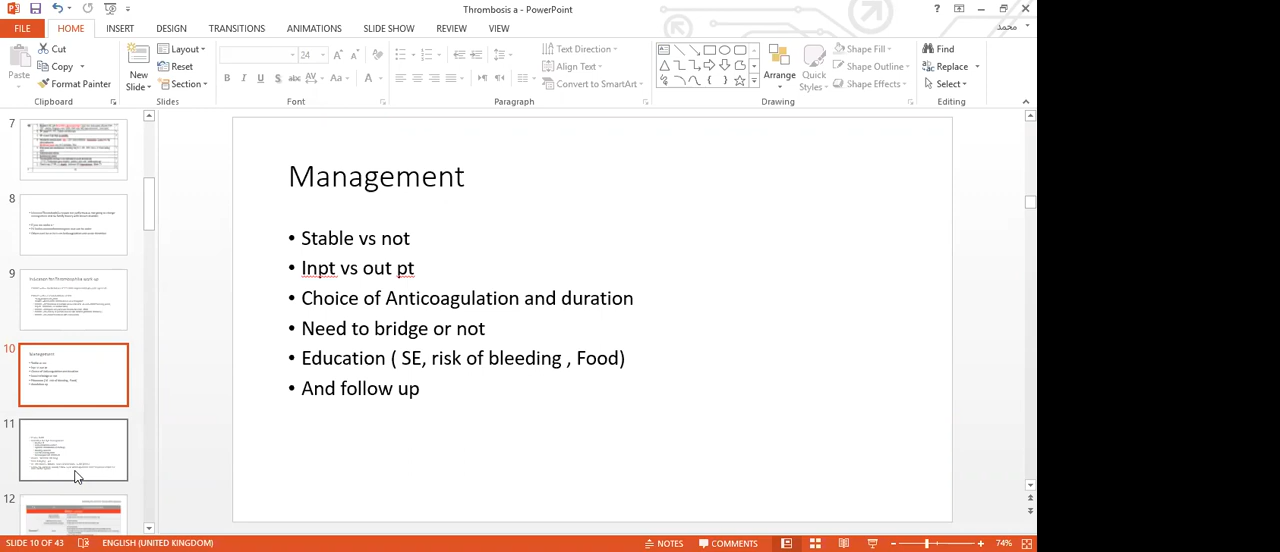 Thrombosis a - PowerPoint
FILE HOME INSERT DESIGN TRANSITIONS ANIMATIONS SLIDE SHOW REVIEW VIEW
محمد
Paste
Cut
Copy
Format Painter
Clipboard
New
Slide
Layout
Reset
Section
Slides
24
Font
Paragraph
Text Direction
Align Text
Convert to SmartArt
Arrange
Quick
Styles
Shape Fill
Shape Outline
Shape Effects
Drawing
Find
Replace
Select
Editing
7
8
9
10
Management
11
12
Management
• Stable vs not
• Inpt vs out pt
• Choice of Anticoagulation and duration
• Need to bridge or not
• Education ( SE, risk of bleeding , Food)
• And follow up
SLIDE 10 OF 43 ENGLISH (UNITED KINGDOM) NOTES COMMENTS 74%